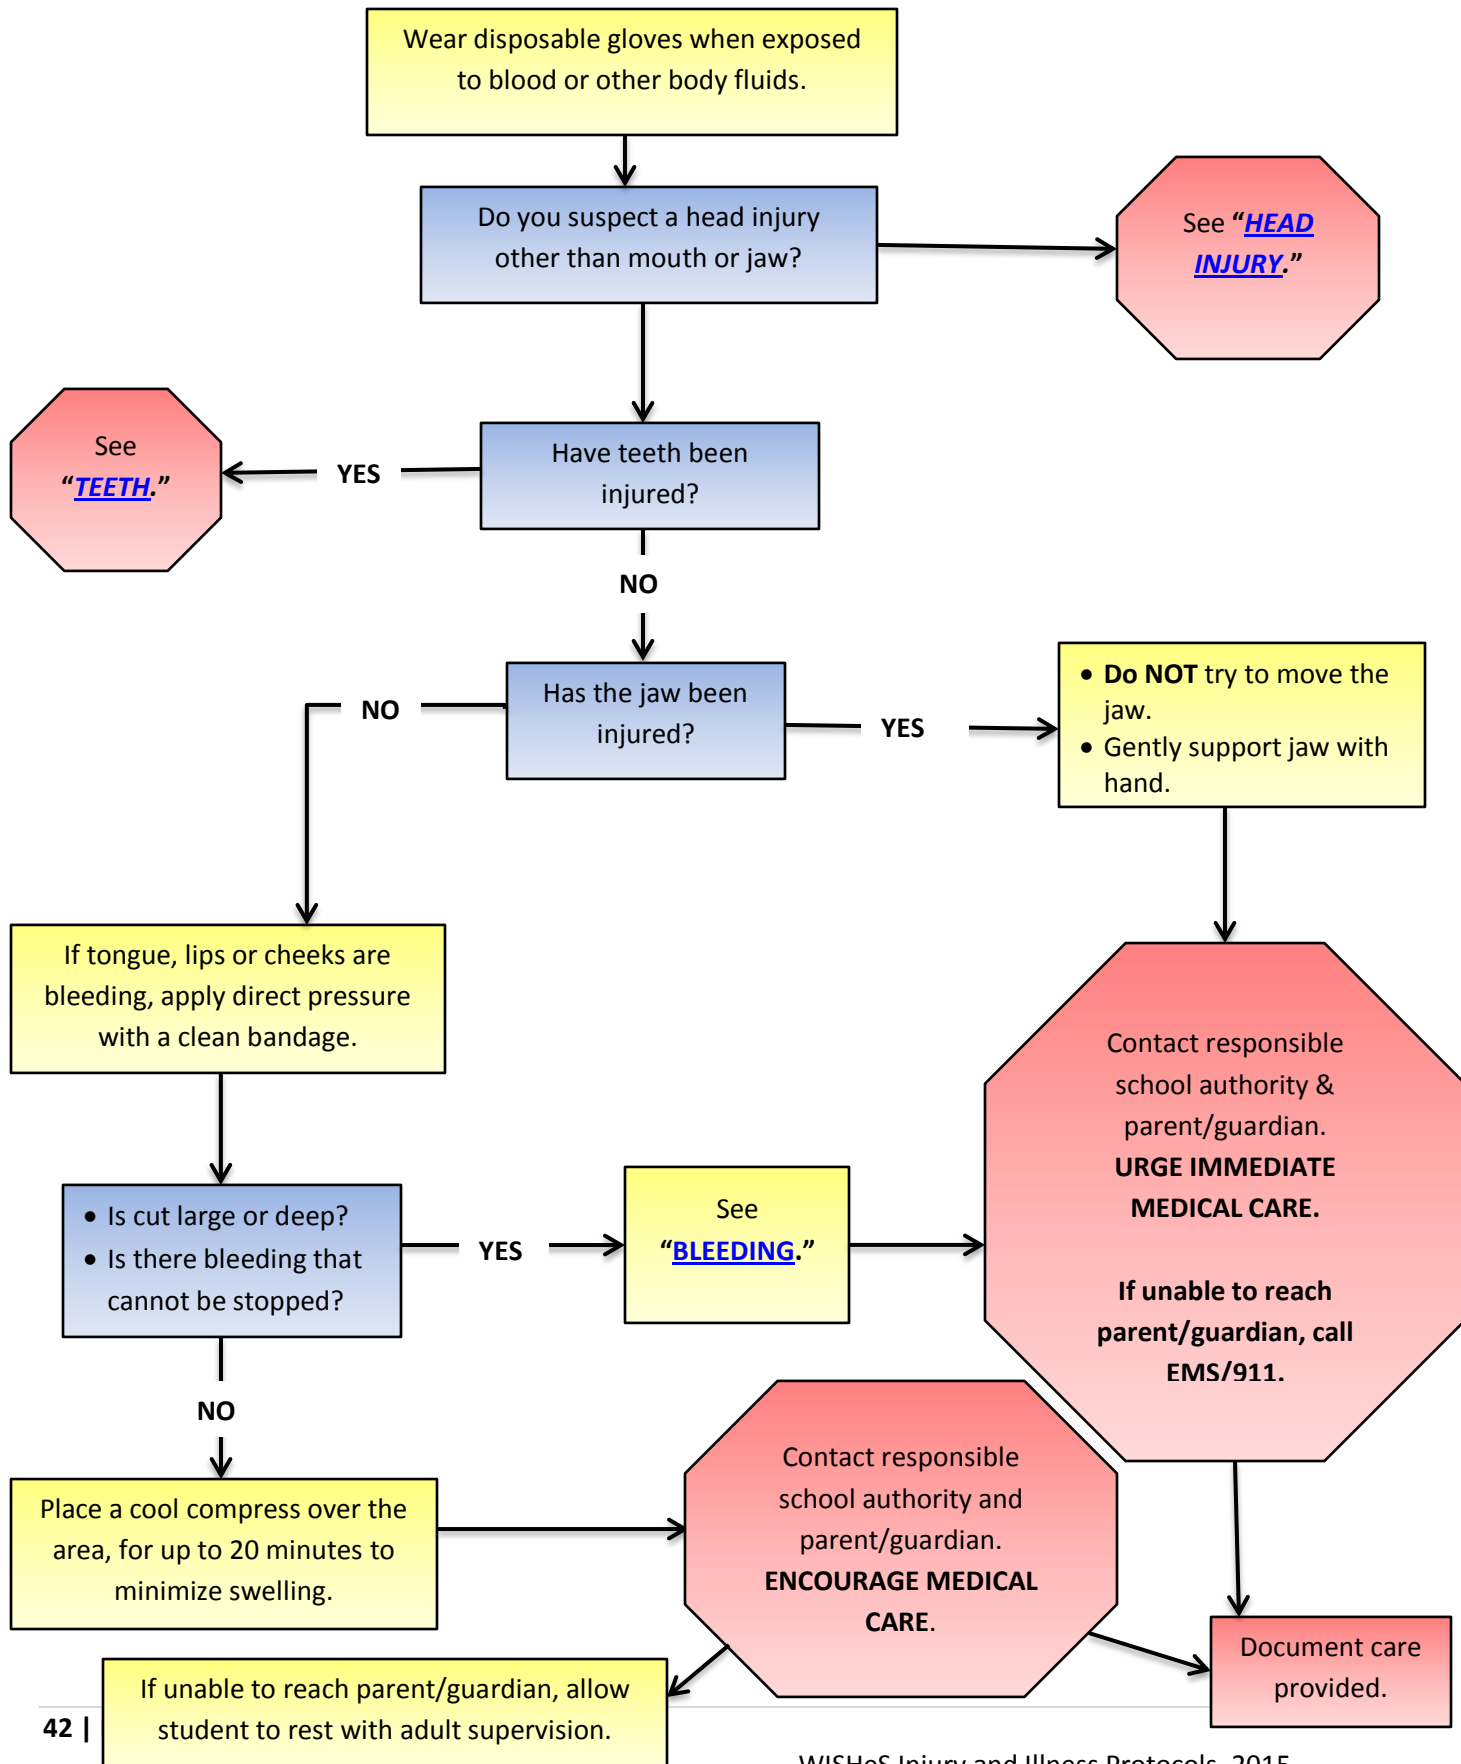 Wear disposable gloves when exposed
to blood or other body fluids.
Do you suspect a head injury
other than mouth or jaw?
See “HEAD
INJURY.”
See
“TEETH.”
YES
Have teeth been
injured?
NO
NO
Has the jaw been
injured?
YES
• Do NOT try to move the
jaw.
• Gently support jaw with
hand.
If tongue, lips or cheeks are
bleeding, apply direct pressure
with a clean bandage.
Contact responsible
school authority &
parent/guardian.
URGE IMMEDIATE
MEDICAL CARE.
If unable to reach
parent/guardian, call
EMS/911.
• Is cut large or deep?
• Is there bleeding that
cannot be stopped?
YES
See
“BLEEDING.”
NO
Place a cool compress over the
area, for up to 20 minutes to
minimize swelling.
Contact responsible
school authority and
parent/guardian.
ENCOURAGE MEDICAL
CARE.
Document care
provided.
If unable to reach parent/guardian, allow
student to rest with adult supervision.
42 |
WISHeS Injury and Illness Protocols, 2015